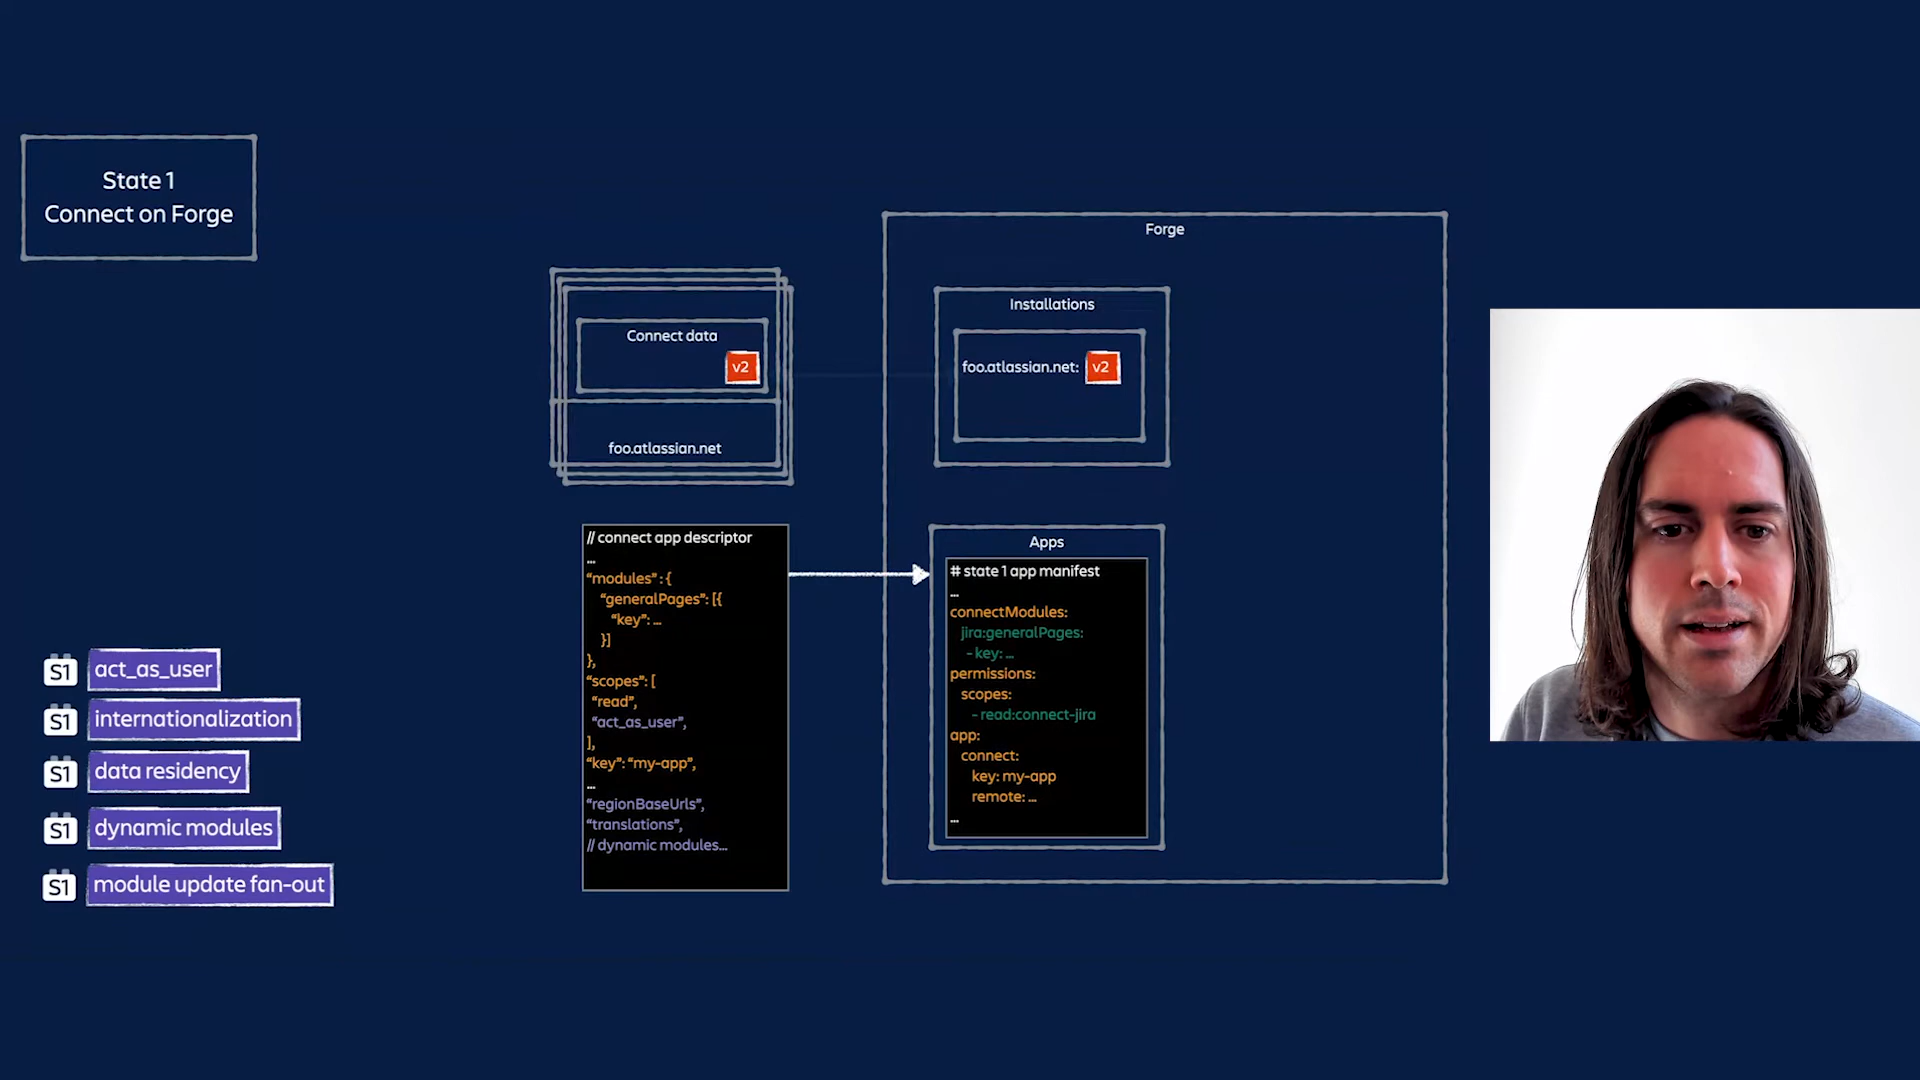 State 1
Connect on Forge
Forge
Connect data
v2
foo.atlassian.net
Installations
foo.atlassian.net: v2
// connect app descriptor
...
“modules” : {
“generalPages”: [{
“key”: ...
}]
},
“scopes”: [
“read”,
“act_as_user”,
],
“key”: “my-app”,
...
“regionBaseUrls”,
“translations”,
// dynamic modules...
Apps
# state 1 app manifest
...
connectModules:
jira:generalPages:
- key: ...
permissions:
scopes:
- read:connect-jira
app:
connect:
key: my-app
remote: ...
...
S1 act_as_user
S1 internationalization
S1 data residency
S1 dynamic modules
S1 module update fan-out